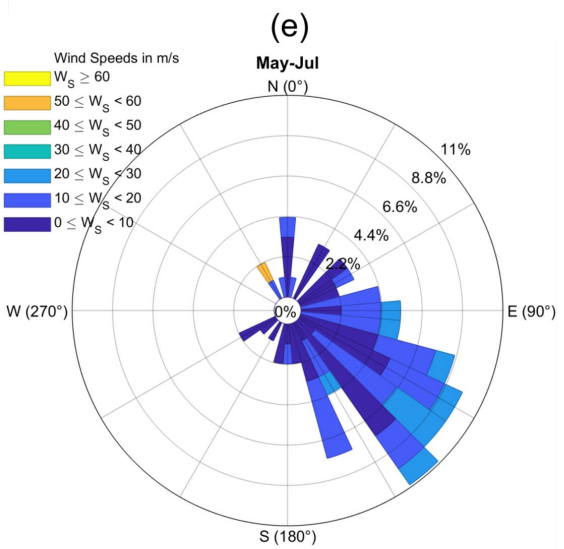 (e)
Wind Speeds in m/s
W_S ≥ 60
50 ≤ W_S < 60
40 ≤ W_S < 50
30 ≤ W_S < 40
20 ≤ W_S < 30
10 ≤ W_S < 20
0 ≤ W_S < 10
May-Jul
N (0°)
11%
8.8%
6.6%
4.4%
2.2%
0%
W (270°)
E (90°)
S (180°)